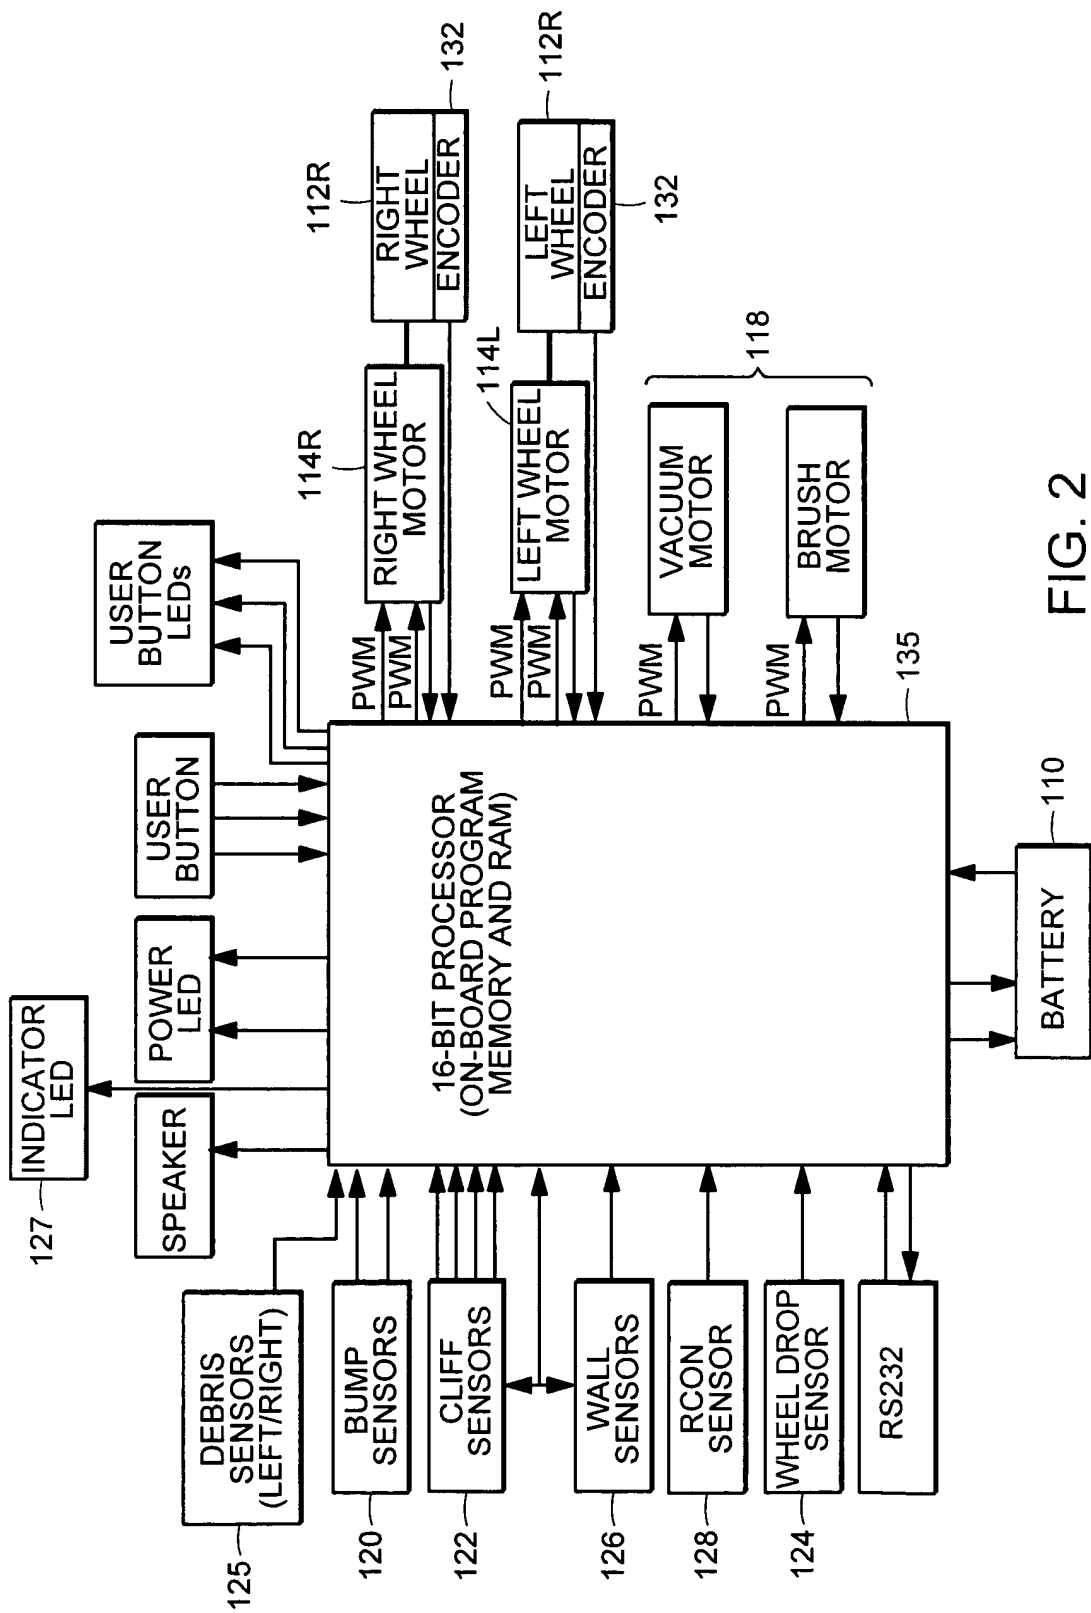 127
INDICATOR
LED
SPEAKER
POWER
LED
USER
BUTTON
USER
BUTTON
LEDs
125
DEBRIS
SENSORS
(LEFT/RIGHT)
120
BUMP
SENSORS
122
CLIFF
SENSORS
126
WALL
SENSORS
128
RCON
SENSOR
124
WHEEL DROP
SENSOR
RS232
16-BIT PROCESSOR
(ON-BOARD PROGRAM
MEMORY AND RAM)
135
PWM
PWM
114R
RIGHT WHEEL
MOTOR
112R
RIGHT
WHEEL
ENCODER
132
PWM
PWM
114L
LEFT WHEEL
MOTOR
112R
LEFT
WHEEL
ENCODER
132
PWM
VACUUM
MOTOR
118
PWM
BRUSH
MOTOR
110
BATTERY
FIG. 2